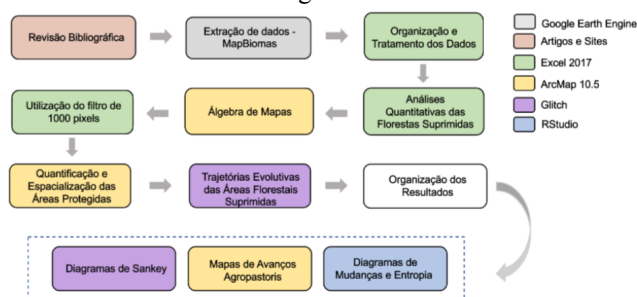 Revisão Bibliográfica
Extração de dados -
MapBiomas
Organização e
Tratamento dos Dados
Google Earth Engine
Artigos e Sites
Excel 2017
ArcMap 10.5
Glitch
RStudio
Utilização do filtro de
1000 pixels
Álgebra de Mapas
Análises
Quantitativas das
Florestas Suprimidas
Quantificação e
Espacialização das
Áreas Protegidas
Trajetórias Evolutivas
das Áreas Florestais
Suprimidas
Organização dos
Resultados
Diagramas de Sankey
Mapas de Avanços
Agropastoris
Diagramas de
Mudanças e Entropia